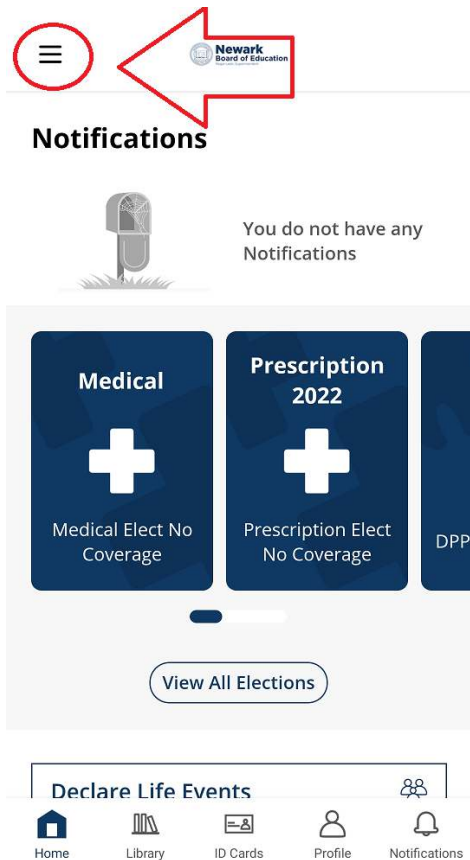 Newark
Board of Education
Notifications
You do not have any
Notifications
Medical
Medical Elect No
Coverage
Prescription
2022
Prescription Elect
No Coverage
DPP
View All Elections
Declare Life Events
Home
Library
ID Cards
Profile
Notifications